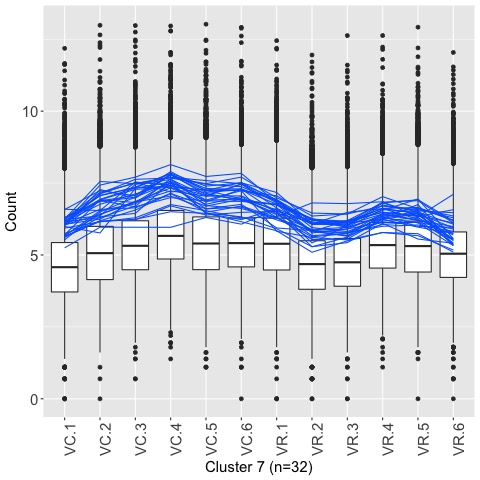 Count
10
5
0
VC.1
VC.2
VC.3
VC.4
VC.5
VC.6
VR.1
VR.2
VR.3
VR.4
VR.5
VR.6
Cluster 7 (n=32)